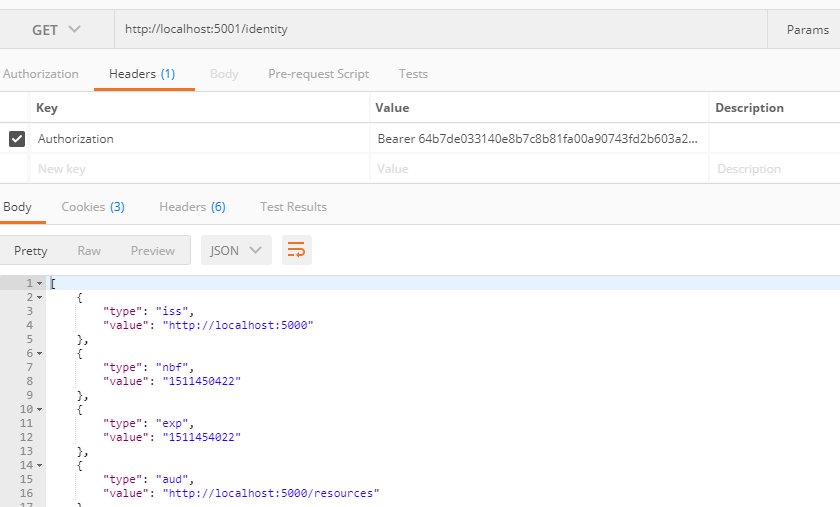 GET http://localhost:5001/identity Params
Authorization Headers (1) Body Pre-request Script Tests
Key Value Description
Authorization Bearer 64b7de033140e8b7c8b81fa00a90743fd2b603a2...
New key Value Description
Body Cookies (3) Headers (6) Test Results
Pretty Raw Preview JSON
1 [
2 {
3 "type": "iss",
4 "value": "http://localhost:5000"
5 },
6 {
7 "type": "nbf",
8 "value": "1511450422"
9 },
10 {
11 "type": "exp",
12 "value": "1511454022"
13 },
14 {
15 "type": "aud",
16 "value": "http://localhost:5000/resources"
17 }